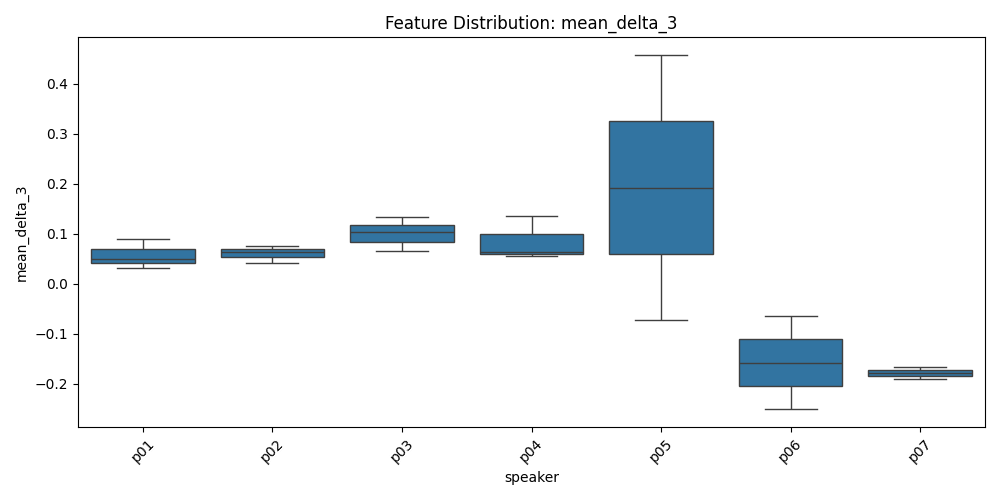 Feature Distribution: mean_delta_3
mean_delta_3
0.4
0.3
0.2
0.1
0.0
−0.1
−0.2
p01
p02
p03
p04
p05
p06
p07
speaker